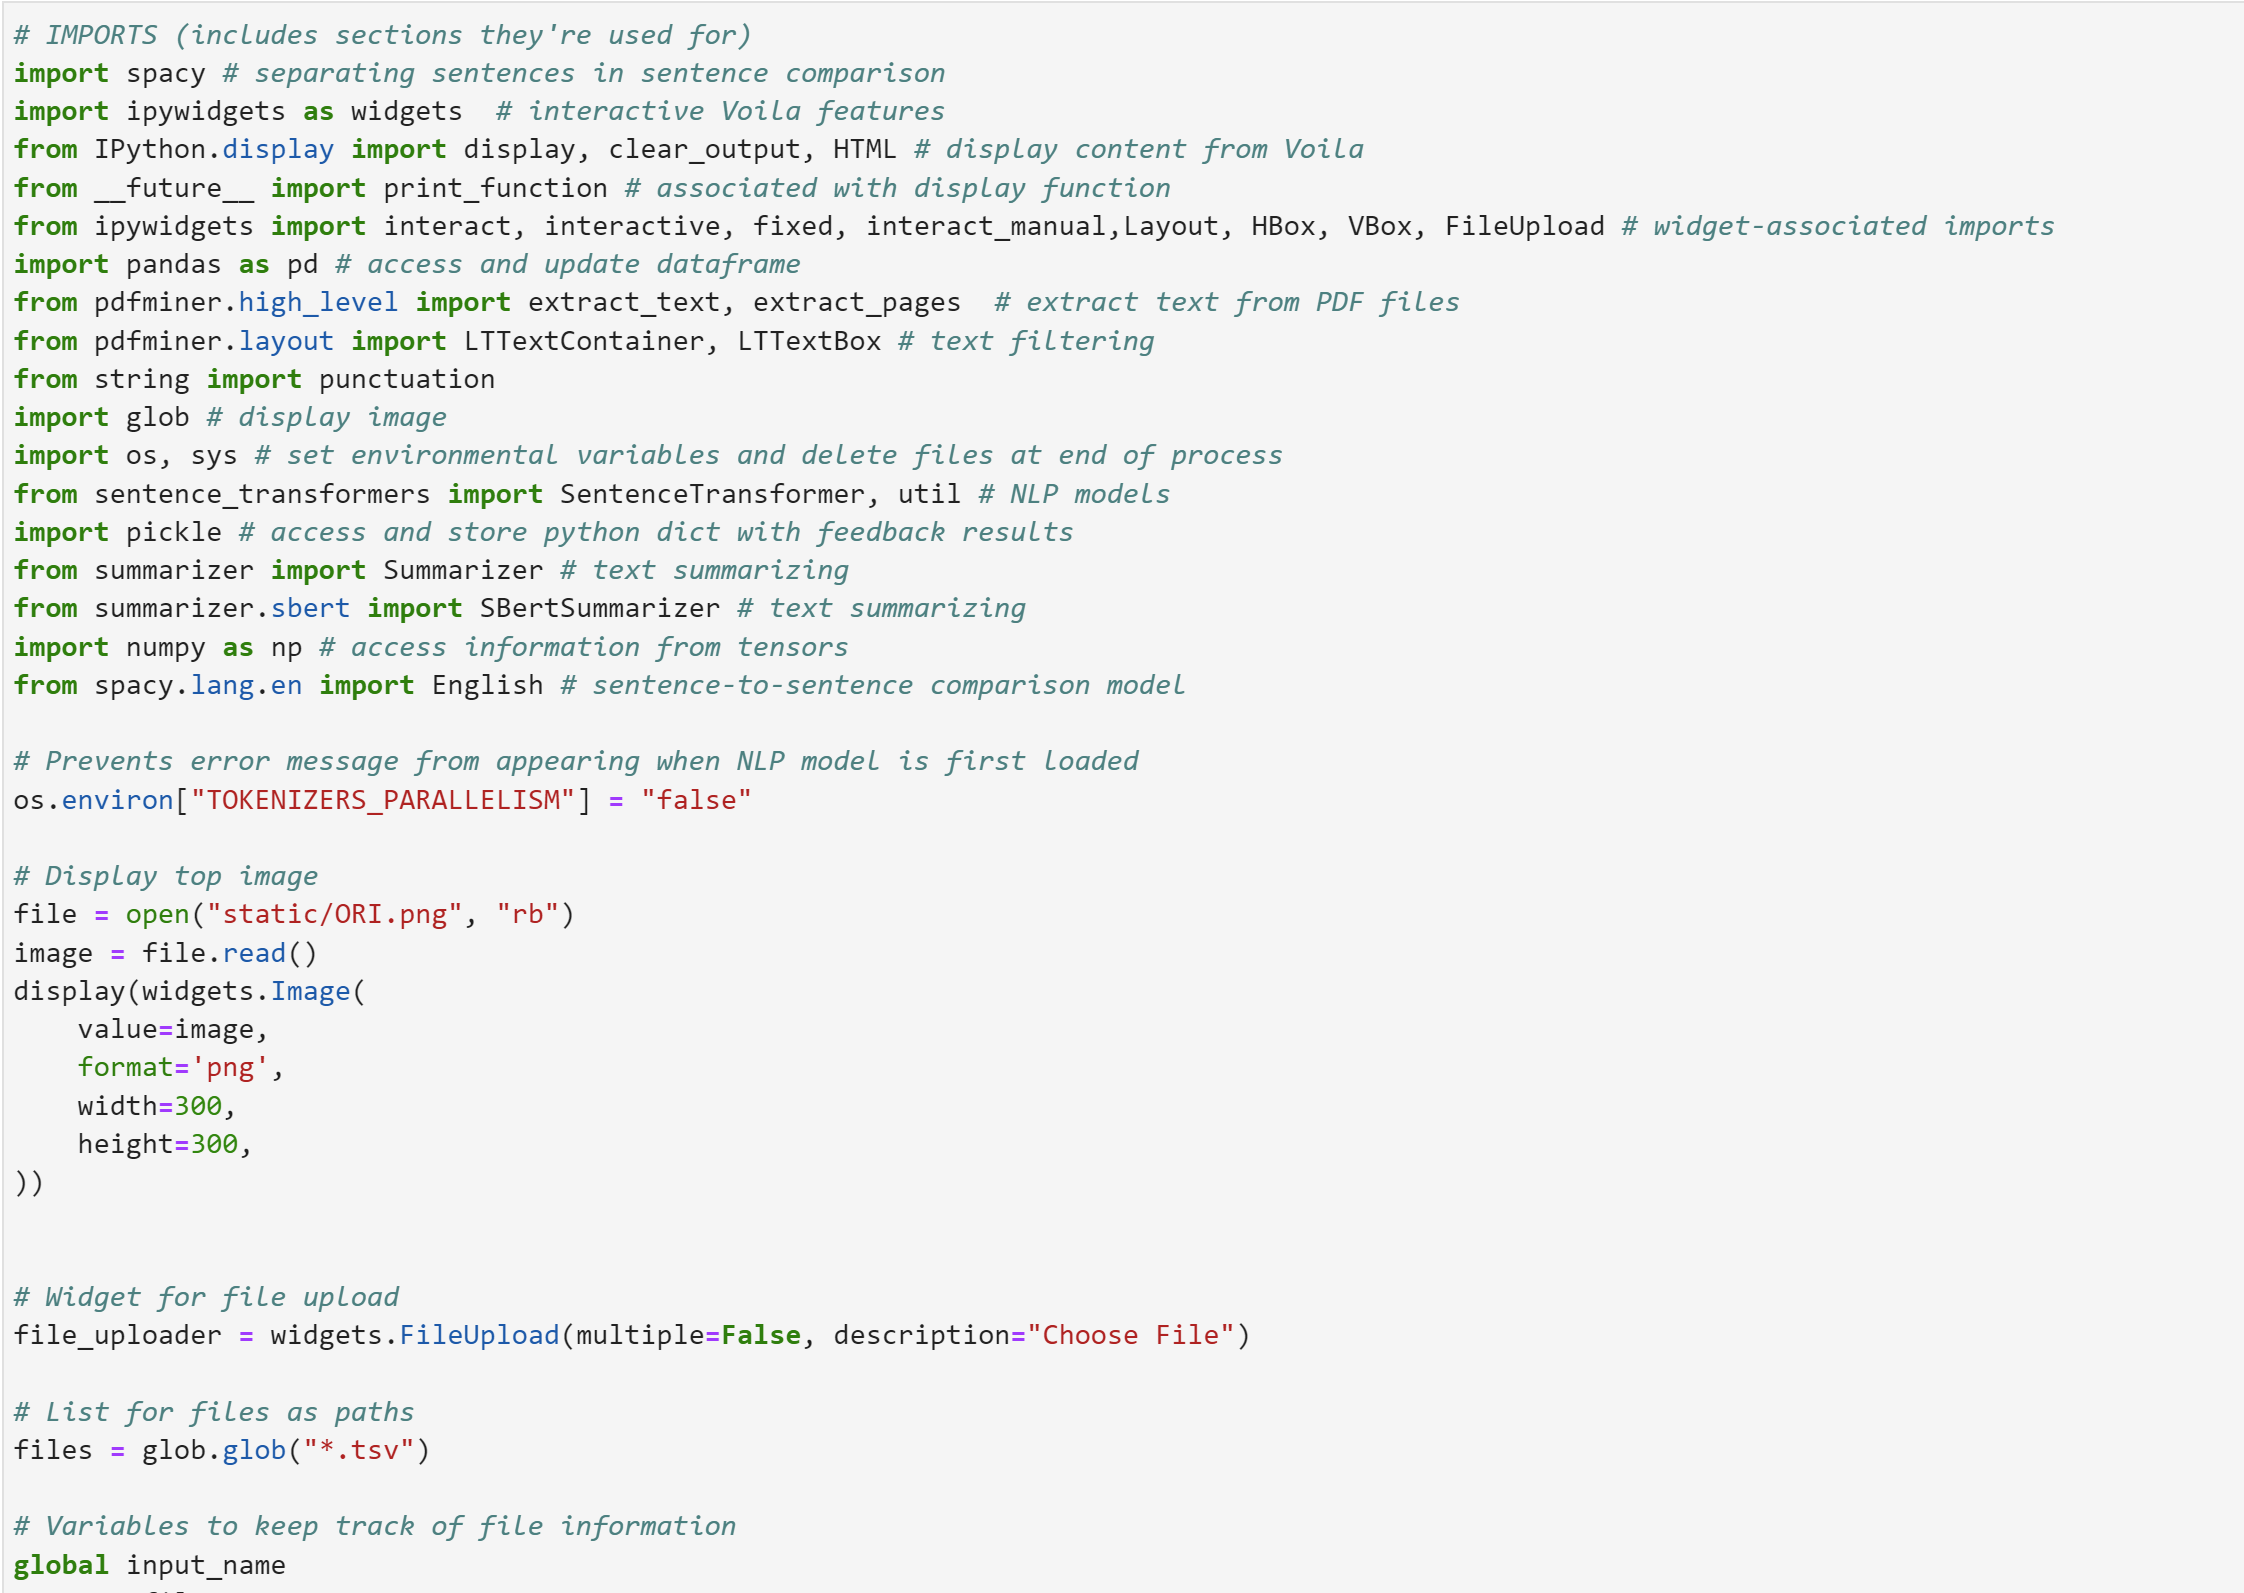 # IMPORTS (includes sections they're used for)
import spacy # separating sentences in sentence comparison
import ipywidgets as widgets  # interactive Voila features
from IPython.display import display, clear_output, HTML # display content from Voila
from __future__ import print_function # associated with display function
from ipywidgets import interact, interactive, fixed, interact_manual,Layout, HBox, VBox, FileUpload # widget-associated imports
import pandas as pd # access and update dataframe
from pdfminer.high_level import extract_text, extract_pages  # extract text from PDF files
from pdfminer.layout import LTTextContainer, LTTextBox # text filtering
from string import punctuation
import glob # display image
import os, sys # set environmental variables and delete files at end of process
from sentence_transformers import SentenceTransformer, util # NLP models
import pickle # access and store python dict with feedback results
from summarizer import Summarizer # text summarizing
from summarizer.sbert import SBertSummarizer # text summarizing
import numpy as np # access information from tensors
from spacy.lang.en import English # sentence-to-sentence comparison model

# Prevents error message from appearing when NLP model is first loaded
os.environ["TOKENIZERS_PARALLELISM"] = "false"

# Display top image
file = open("static/ORI.png", "rb")
image = file.read()
display(widgets.Image(
    value=image,
    format='png',
    width=300,
    height=300,
))

# Widget for file upload
file_uploader = widgets.FileUpload(multiple=False, description="Choose File")

# List for files as paths
files = glob.glob("*.tsv")

# Variables to keep track of file information
global input_name